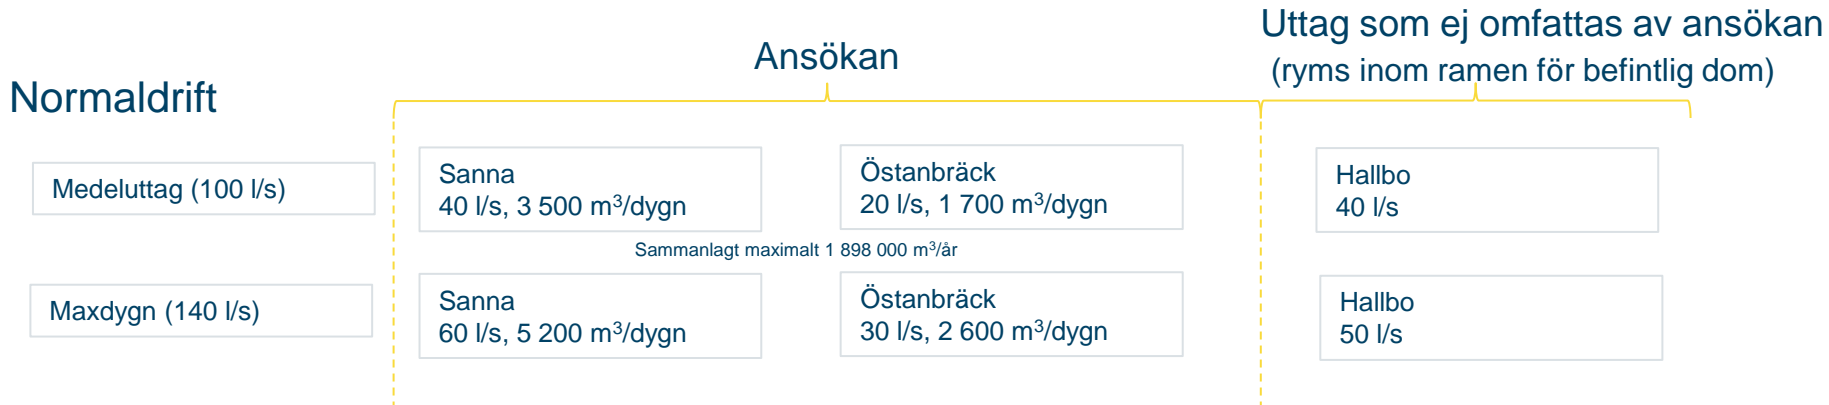 Uttag som ej omfattas av ansökan
(ryms inom ramen för befintlig dom)
Ansökan
Normaldrift
Medeluttag (100 l/s)
Sanna
40 l/s, 3 500 m³/dygn
Östanbräck
20 l/s, 1 700 m³/dygn
Hallbo
40 l/s
Sammanlagt maximalt 1 898 000 m³/år
Maxdygn (140 l/s)
Sanna
60 l/s, 5 200 m³/dygn
Östanbräck
30 l/s, 2 600 m³/dygn
Hallbo
50 l/s